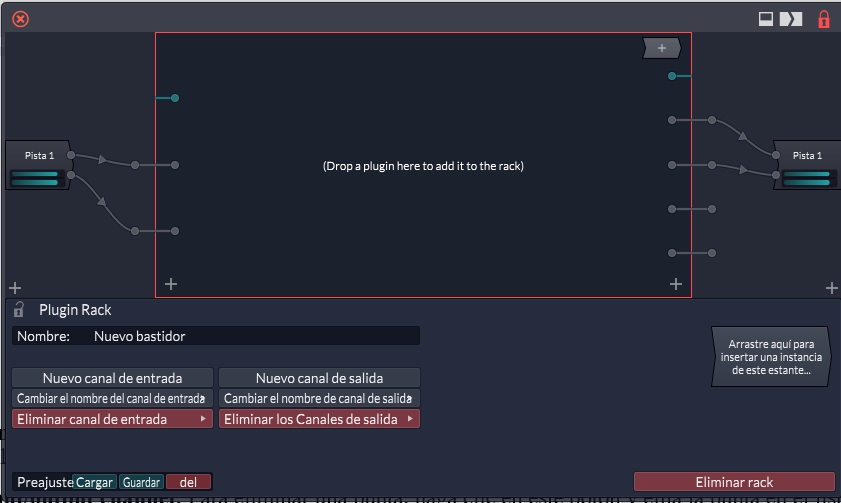 +
Pista 1
(Drop a plugin here to add it to the rack)
Pista 1
+
+
+
+
Plugin Rack
Nombre: Nuevo bastidor
Arrastre aquí para
insertar una instancia
de este estante...
Nuevo canal de entrada
Nuevo canal de salida
Cambiar el nombre del canal de entrada
Cambiar el nombre de canal de salida
Eliminar canal de entrada
Eliminar los Canales de salida
Preajuste Cargar Guardar del
Eliminar rack